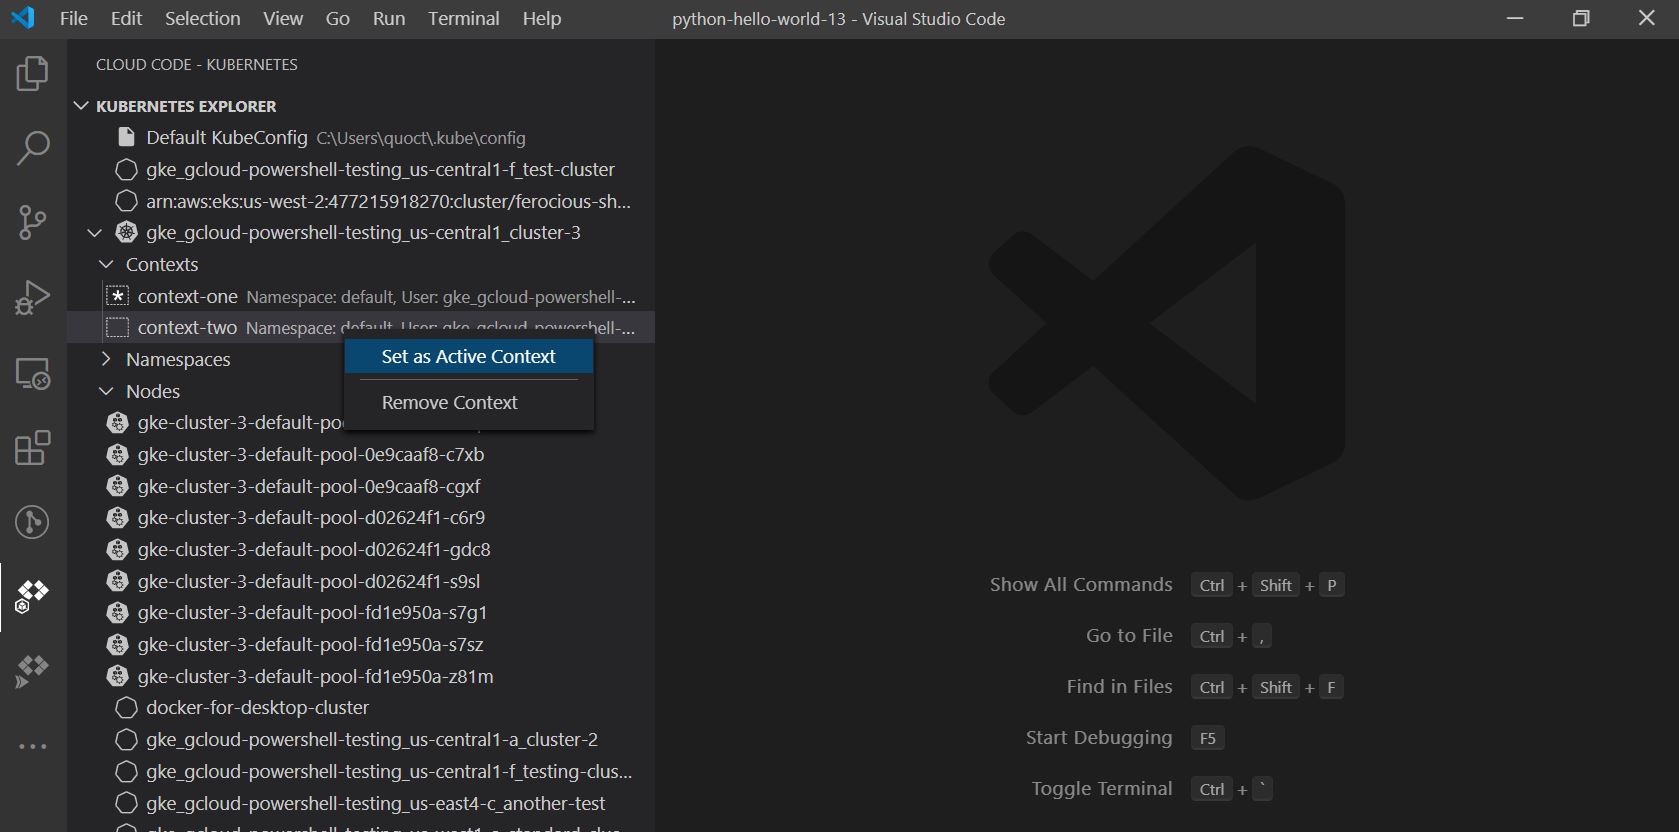 File Edit Selection View Go Run Terminal Help
python-hello-world-13 - Visual Studio Code
CLOUD CODE - KUBERNETES
KUBERNETES EXPLORER
Default KubeConfig C:\Users\quoct\.kube\config
gke_gcloud-powershell-testing_us-central1-f_test-cluster
arn:aws:eks:us-west-2:477215918270:cluster/ferocious-sh...
gke_gcloud-powershell-testing_us-central1_cluster-3
Contexts
context-one Namespace: default, User: gke_gcloud-powershell-...
context-two Namespace: default, User: gke_gcloud-powershell-...
Set as Active Context
Namespaces
Nodes
Remove Context
gke-cluster-3-default-po
gke-cluster-3-default-pool-0e9caaf8-c7xb
gke-cluster-3-default-pool-0e9caaf8-cgxf
gke-cluster-3-default-pool-d02624f1-c6r9
gke-cluster-3-default-pool-d02624f1-gdc8
gke-cluster-3-default-pool-d02624f1-s9sl
gke-cluster-3-default-pool-fd1e950a-s7g1
gke-cluster-3-default-pool-fd1e950a-s7sz
gke-cluster-3-default-pool-fd1e950a-z81m
docker-for-desktop-cluster
gke_gcloud-powershell-testing_us-central1-a_cluster-2
gke_gcloud-powershell-testing_us-central1-f_testing-clus...
gke_gcloud-powershell-testing_us-east4-c_another-test
Show All Commands Ctrl + Shift + P
Go to File Ctrl + ,
Find in Files Ctrl + Shift + F
Start Debugging F5
Toggle Terminal Ctrl + `